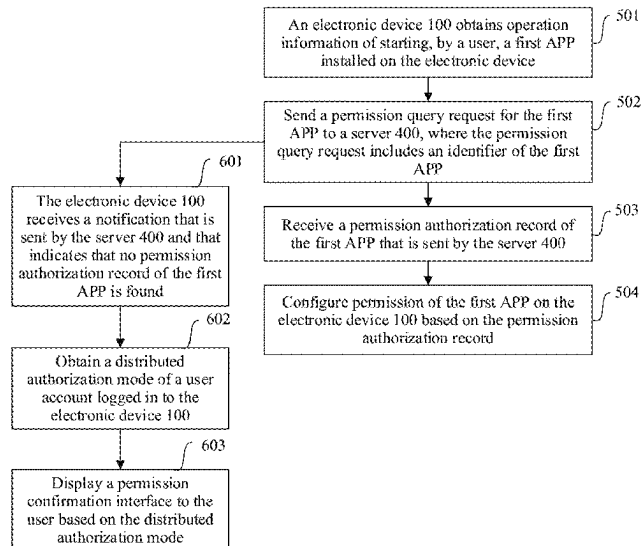 An electronic device 100 obtains operation
information of starting, by a user, a first APP
installed on the electronic device
501
Send a permission query request for the first
APP to a server 400, where the permission
query request includes an identifier of the first
APP
502
Receive a permission authorization record of
the first APP that is sent by the server 400
503
Configure permission of the first APP on the
electronic device 100 based on the permission
authorization record
504
601
The electronic device 100
receives a notification that is
sent by the server 400 and that
indicates that no permission
authorization record of the first
APP is found
602
Obtain a distributed
authorization mode of a user
account logged in to the
electronic device 100
603
Display a permission
confirmation interface to the
user based on the distributed
authorization mode